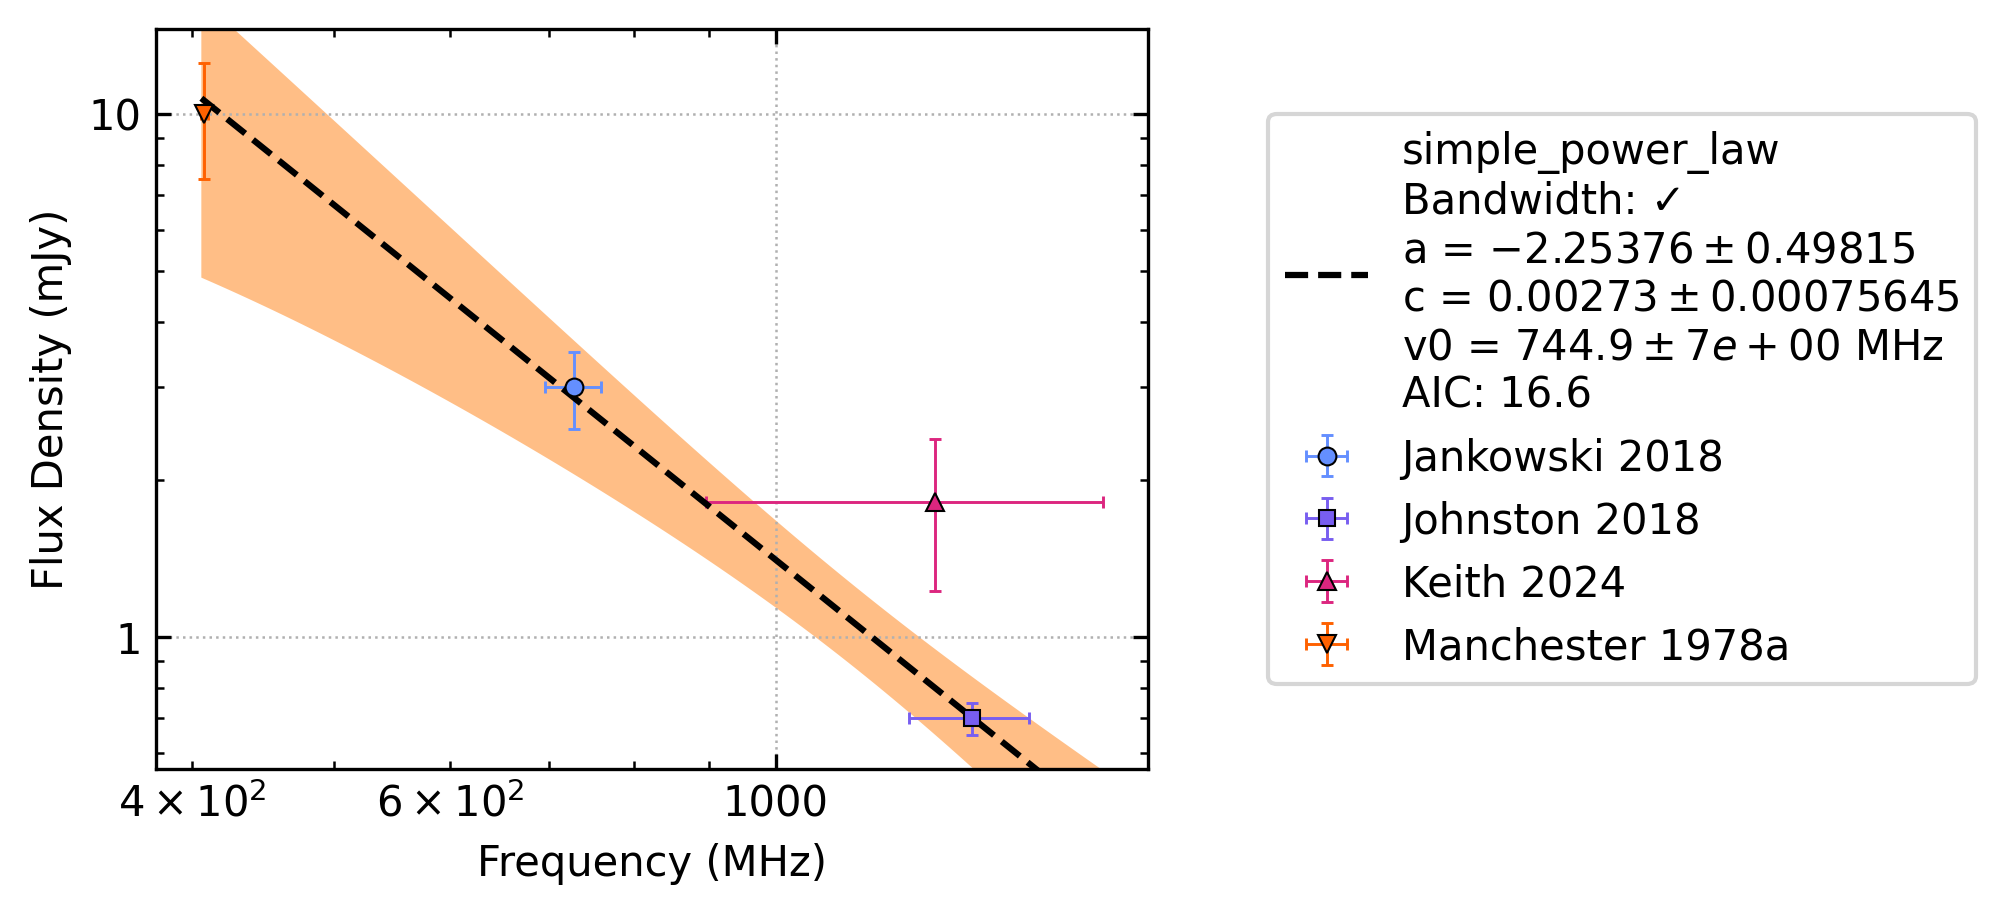 10
1
Flux Density (mJy)
4 × 10²
6 × 10²
1000
Frequency (MHz)
simple_power_law
Bandwidth: ✓
a = −2.25376 ± 0.49815
c = 0.00273 ± 0.00075645
v0 = 744.9 ± 7e + 00 MHz
AIC: 16.6
Jankowski 2018
Johnston 2018
Keith 2024
Manchester 1978a